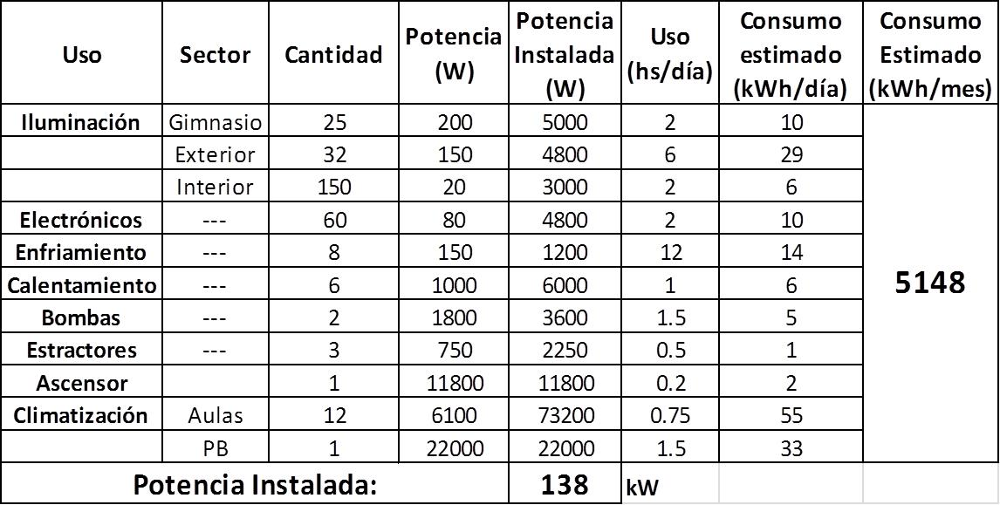 Uso Sector Cantidad Potencia (W) Potencia Instalada (W) Uso (hs/día) Consumo estimado (kWh/día) Consumo Estimado (kWh/mes)
Iluminación Gimnasio 25 200 5000 2 10
Exterior 32 150 4800 6 29
Interior 150 20 3000 2 6
Electrónicos --- 60 80 4800 2 10
Enfriamiento --- 8 150 1200 12 14
Calentamiento --- 6 1000 6000 1 6 5148
Bombas --- 2 1800 3600 1.5 5
Estractores --- 3 750 2250 0.5 1
Ascensor 1 11800 11800 0.2 2
Climatización Aulas 12 6100 73200 0.75 55
PB 1 22000 22000 1.5 33
Potencia Instalada: 138 kW